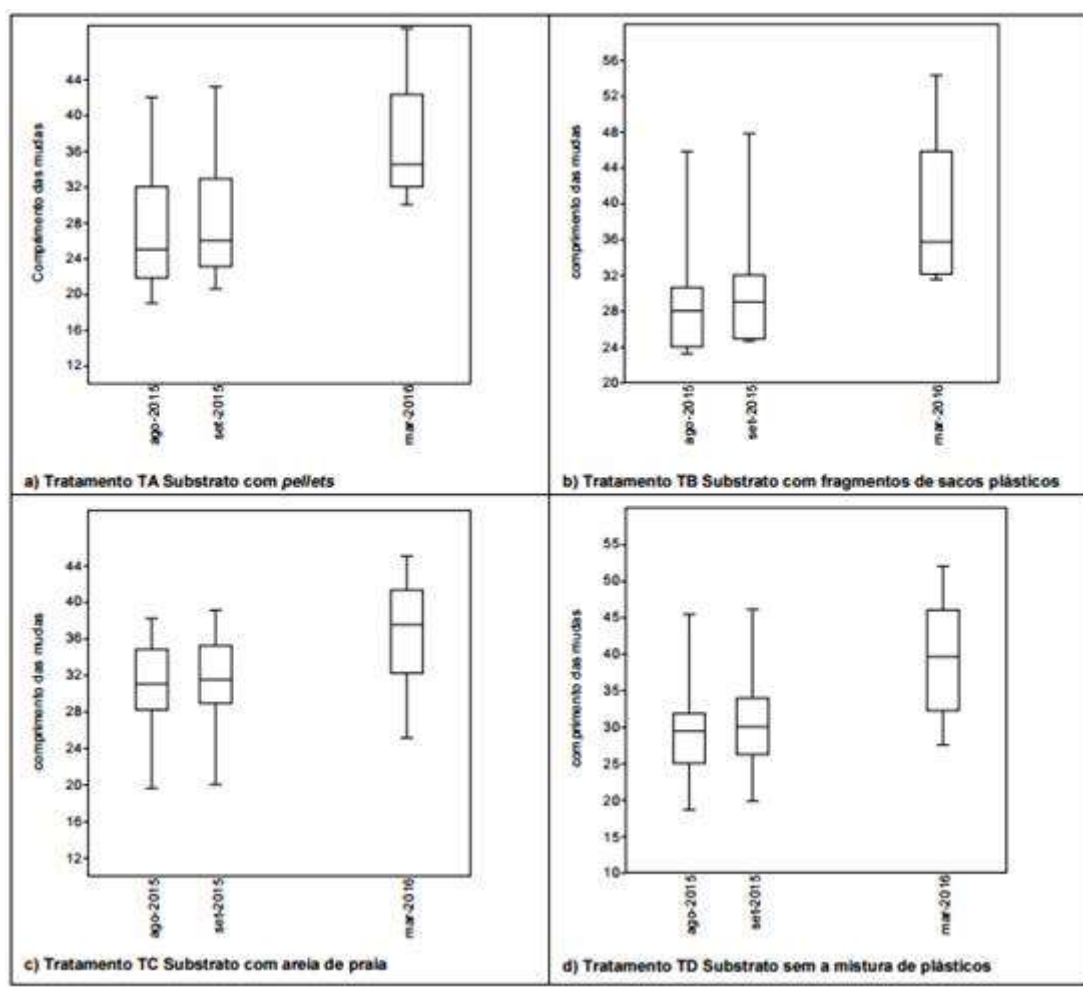 Comprimento das mudas
44
40
36
32
28
24
20
16
12
ago-2015
set-2015
mar-2016
a) Tratamento TA Substrato com pellets
comprimento das mudas
56
52
48
44
40
36
32
28
24
20
ago-2015
set-2015
mar-2016
b) Tratamento TB Substrato com fragmentos de sacos plásticos
comprimento das mudas
44
40
36
32
28
24
20
16
12
ago-2015
set-2015
mar-2016
c) Tratamento TC Substrato com areia de praia
comprimento das mudas
55
50
45
40
35
30
25
20
15
10
ago-2015
set-2015
mar-2016
d) Tratamento TD Substrato sem a mistura de plásticos